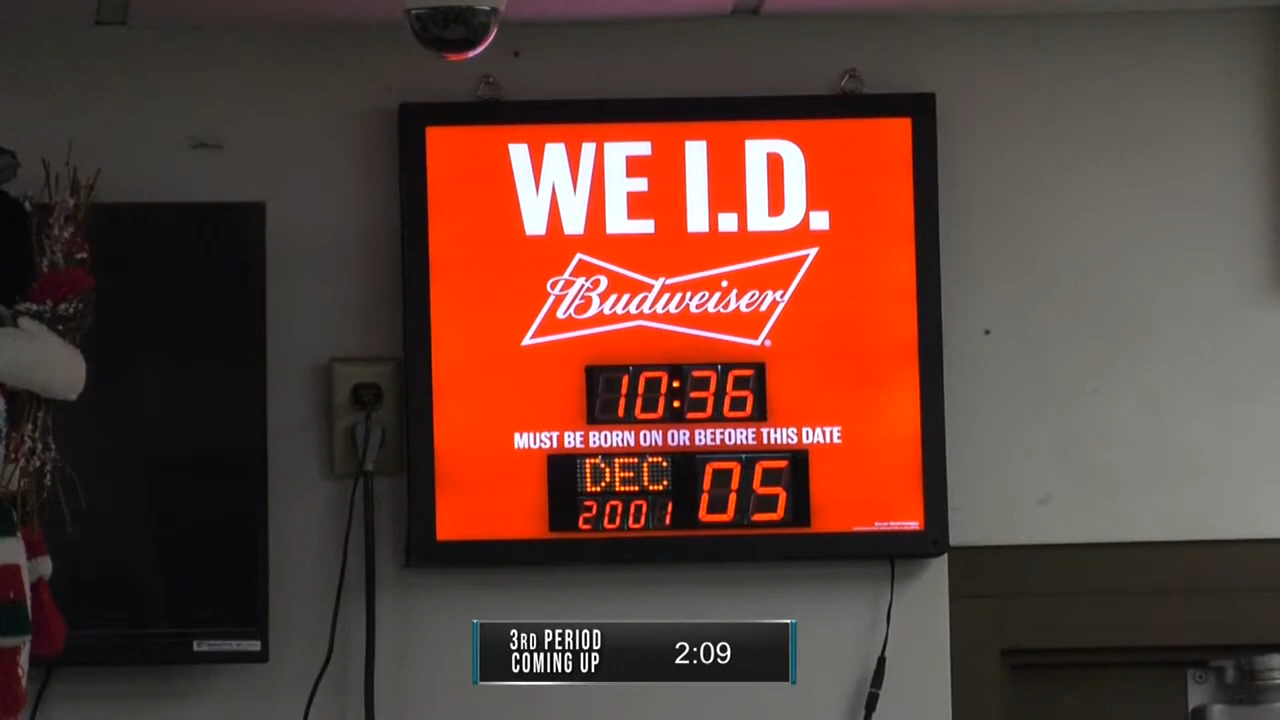 WE I.D.
Budweiser
10:36
MUST BE BORN ON OR BEFORE THIS DATE
DEC 05
2001
3RD PERIOD
COMING UP
2:09